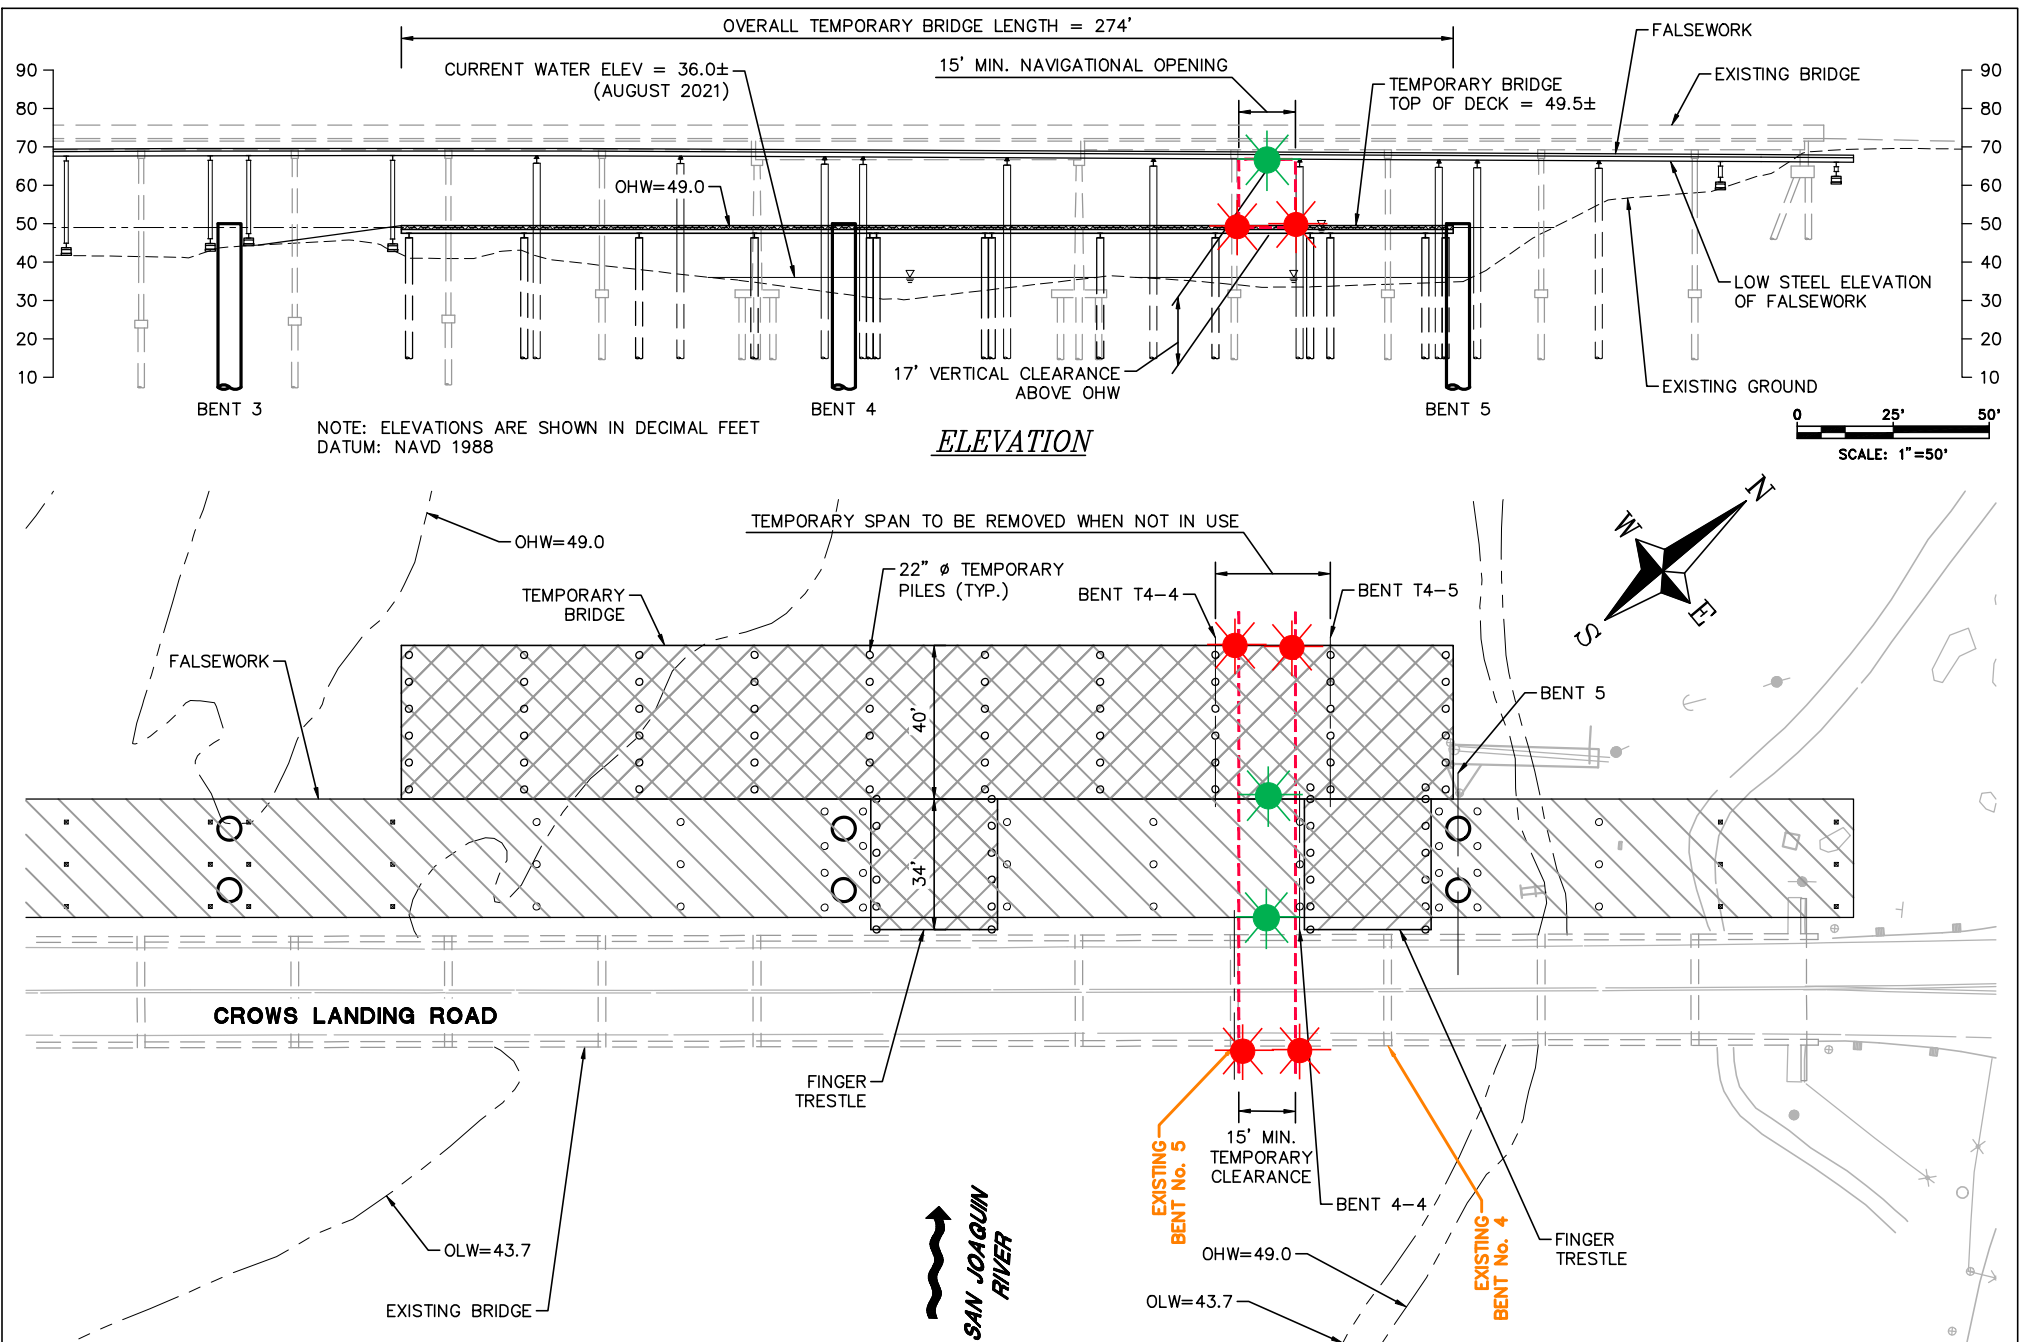 OVERALL TEMPORARY BRIDGE LENGTH = 274'
FALSEWORK
CURRENT WATER ELEV = 36.0±
(AUGUST 2021)
15' MIN. NAVIGATIONAL OPENING
TEMPORARY BRIDGE
TOP OF DECK = 49.5±
EXISTING BRIDGE
90
80
70
60
50
40
30
20
10
90
80
70
60
50
40
30
20
10
OHW=49.0
LOW STEEL ELEVATION
OF FALSEWORK
17' VERTICAL CLEARANCE
ABOVE OHW
EXISTING GROUND
BENT 3
BENT 4
BENT 5
NOTE: ELEVATIONS ARE SHOWN IN DECIMAL FEET
DATUM: NAVD 1988
ELEVATION
0 25' 50'
SCALE: 1"=50'
N
W
E
S
TEMPORARY SPAN TO BE REMOVED WHEN NOT IN USE
OHW=49.0
22" ø TEMPORARY
PILES (TYP.)
TEMPORARY
BRIDGE
BENT T4-4
BENT T4-5
FALSEWORK
BENT 5
40'
34'
CROWS LANDING ROAD
FINGER
TRESTLE
EXISTING
BENT No. 5
15' MIN.
TEMPORARY
CLEARANCE
BENT 4-4
EXISTING
BENT No. 4
FINGER
TRESTLE
OLW=43.7
EXISTING BRIDGE
SAN JOAQUIN
RIVER
OHW=49.0
OLW=43.7